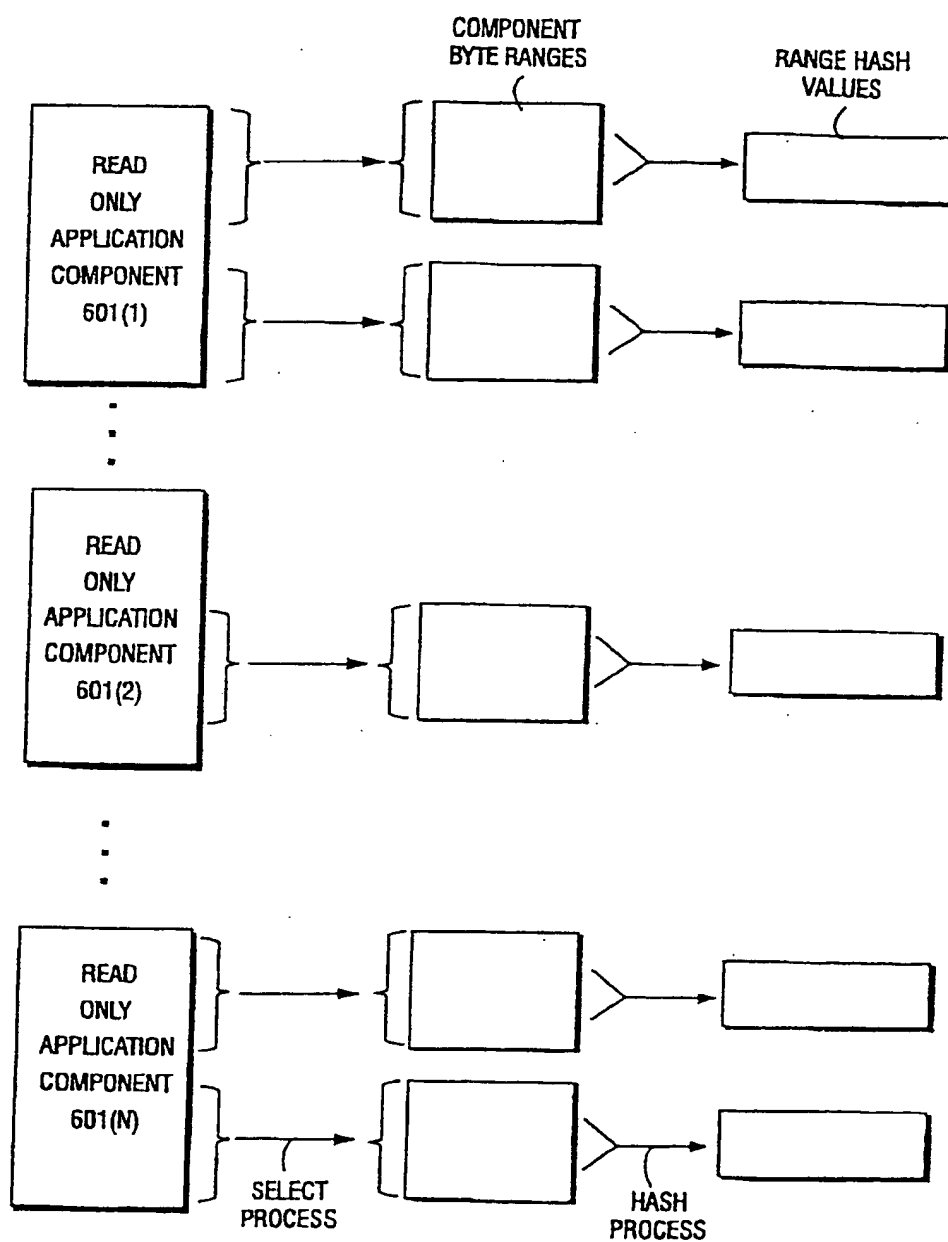 COMPONENT
BYTE RANGES
RANGE HASH
VALUES
READ
ONLY
APPLICATION
COMPONENT
601(1)
READ
ONLY
APPLICATION
COMPONENT
601(2)
READ
ONLY
APPLICATION
COMPONENT
601(N)
SELECT
PROCESS
HASH
PROCESS